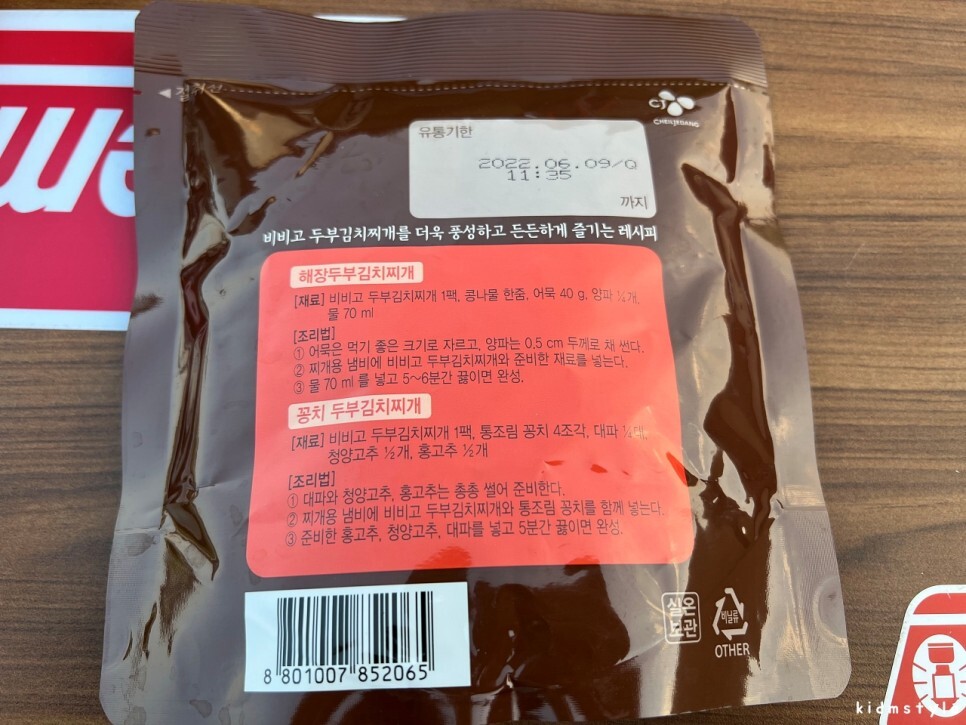 절취선
CJ
CHEILJEDANG
유통기한
2022.06.09/Q
11:35
까지
비비고 두부김치찌개를 더욱 풍성하고 든든하게 즐기는 레시피
해장두부김치찌개
[재료] 비비고 두부김치찌개 1팩, 콩나물 한줌, 어묵 40 g, 양파 ¼개,
물 70 ml
[조리법]
① 어묵은 먹기 좋은 크기로 자르고, 양파는 0.5 cm 두께로 채 썬다.
② 찌개용 냄비에 비비고 두부김치찌개와 준비한 재료를 넣는다.
③ 물 70 ml 를 넣고 5~6분간 끓이면 완성.
꽁치 두부김치찌개
[재료] 비비고 두부김치찌개 1팩, 통조림 꽁치 4조각, 대파
청양고추 ½개, 홍고추 ½개
[조리법]
① 대파와 청양고추, 홍고추는 총총 썰어 준비한다.
② 찌개용 냄비에 비비고 두부김치찌개와 통조림 꽁치를 함께 넣는다.
③ 준비한 홍고추, 청양고추, 대파를 넣고 5분간 끓이면 완성.
8 801007 852065
실온
보관
비닐류
OTHER